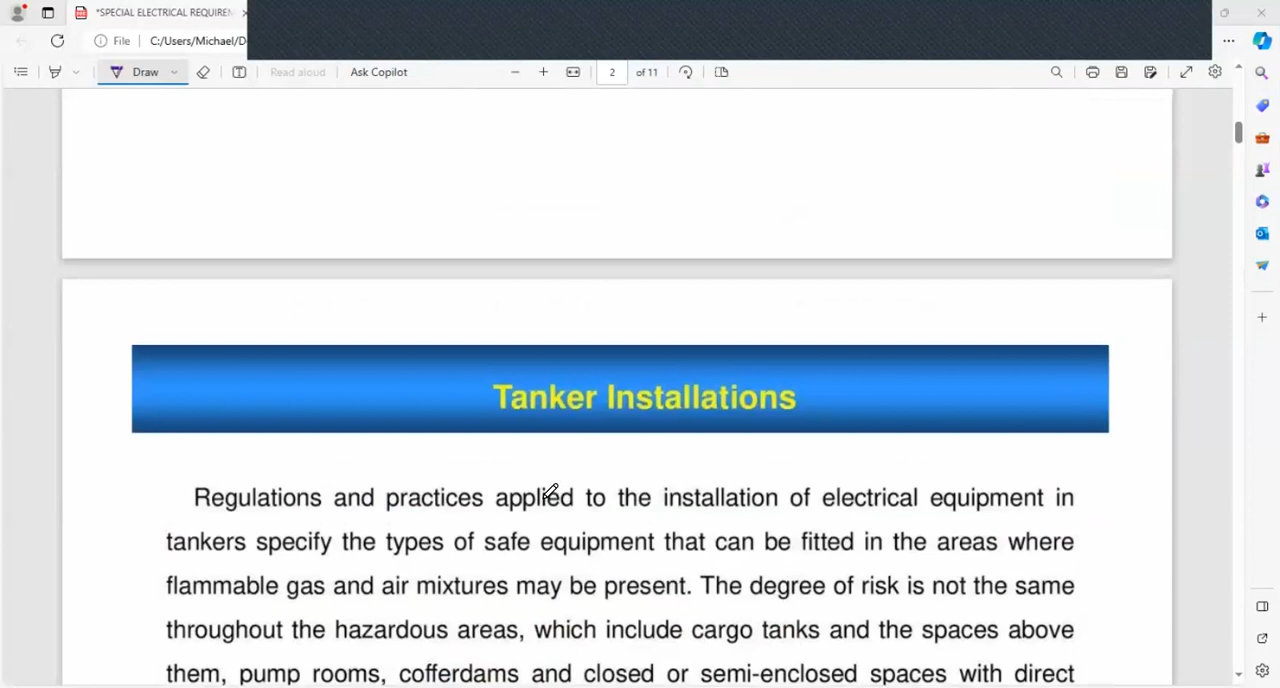 *SPECIAL ELECTRICAL REQUIREM
File C:/Users/Michael/D
Draw Read aloud Ask Copilot 2 of 11
Tanker Installations
Regulations and practices applied to the installation of electrical equipment in
tankers specify the types of safe equipment that can be fitted in the areas where
flammable gas and air mixtures may be present. The degree of risk is not the same
throughout the hazardous areas, which include cargo tanks and the spaces above
them, pump rooms, cofferdams and closed or semi-enclosed spaces with direct